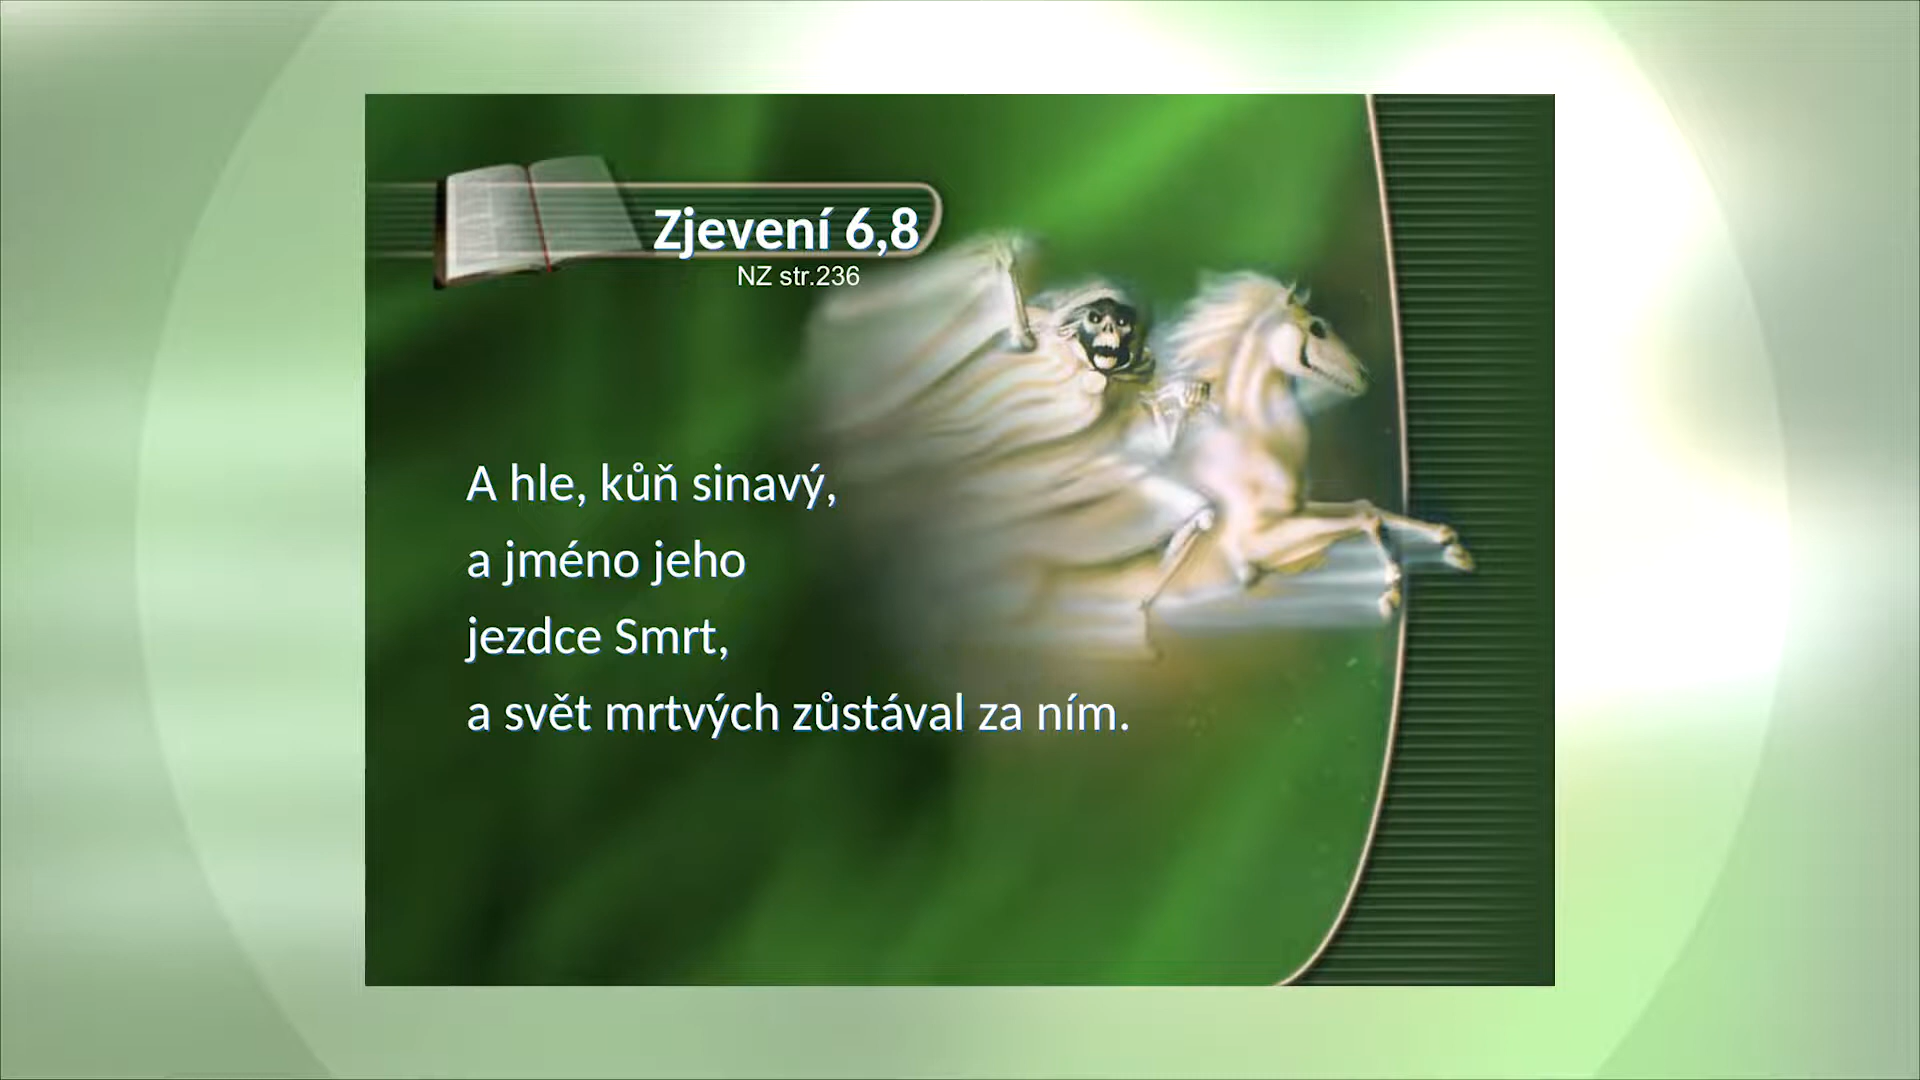 Zjevení 6,8
NZ str.236
A hle, kůň sinavý,
a jméno jeho
jezdce Smrt,
a svět mrtvých zůstával za ním.